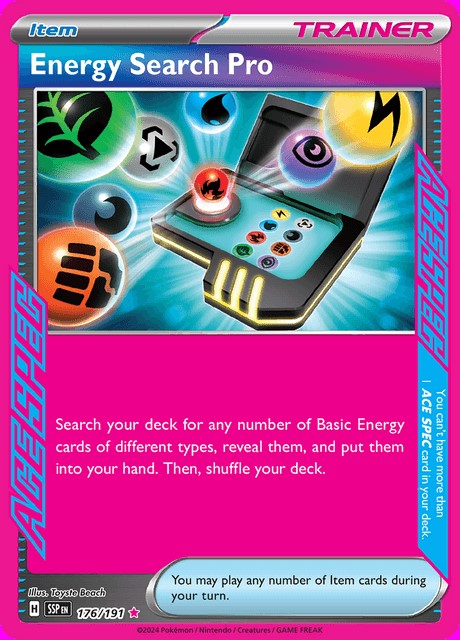 Item
TRAINER
Energy Search Pro
ACE SPEC
ACE SPEC
Search your deck for any number of Basic Energy
cards of different types, reveal them, and put them
into your hand. Then, shuffle your deck.
You can't have more than
1 ACE SPEC card in your deck.
Illus. Toyste Beach
H SSP EN 176/191
You may play any number of Item cards during
your turn.
©2024 Pokémon / Nintendo / Creatures / GAME FREAK